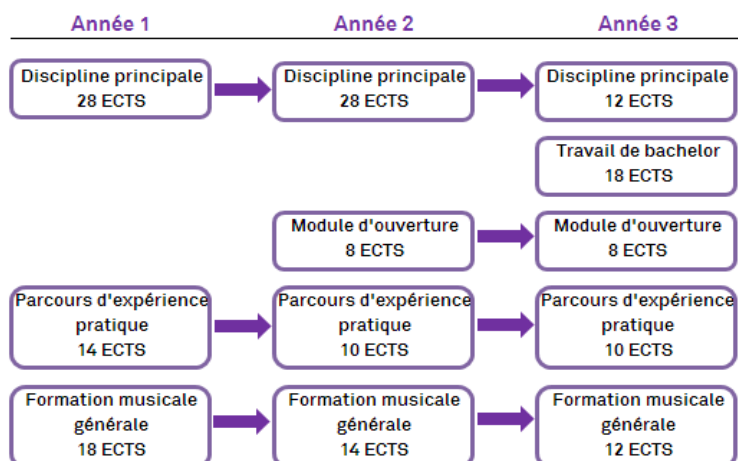 Année 1
Année 2
Année 3
Discipline principale
28 ECTS
Discipline principale
28 ECTS
Discipline principale
12 ECTS
Travail de bachelor
18 ECTS
Module d'ouverture
8 ECTS
Module d'ouverture
8 ECTS
Parcours d'expérience
pratique
14 ECTS
Parcours d'expérience
pratique
10 ECTS
Parcours d'expérience
pratique
10 ECTS
Formation musicale
générale
18 ECTS
Formation musicale
générale
14 ECTS
Formation musicale
générale
12 ECTS